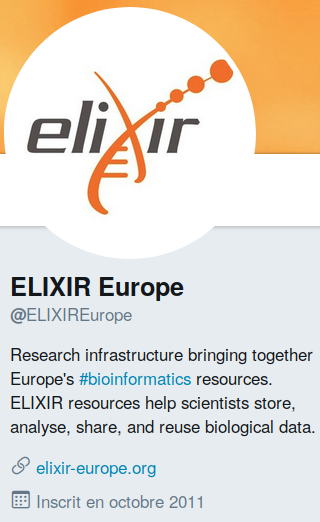 elixir
ELIXIR Europe
@ELIXIREurope
Research infrastructure bringing together
Europe's #bioinformatics resources.
ELIXIR resources help scientists store,
analyse, share, and reuse biological data.
elixir-europe.org
Inscrit en octobre 2011